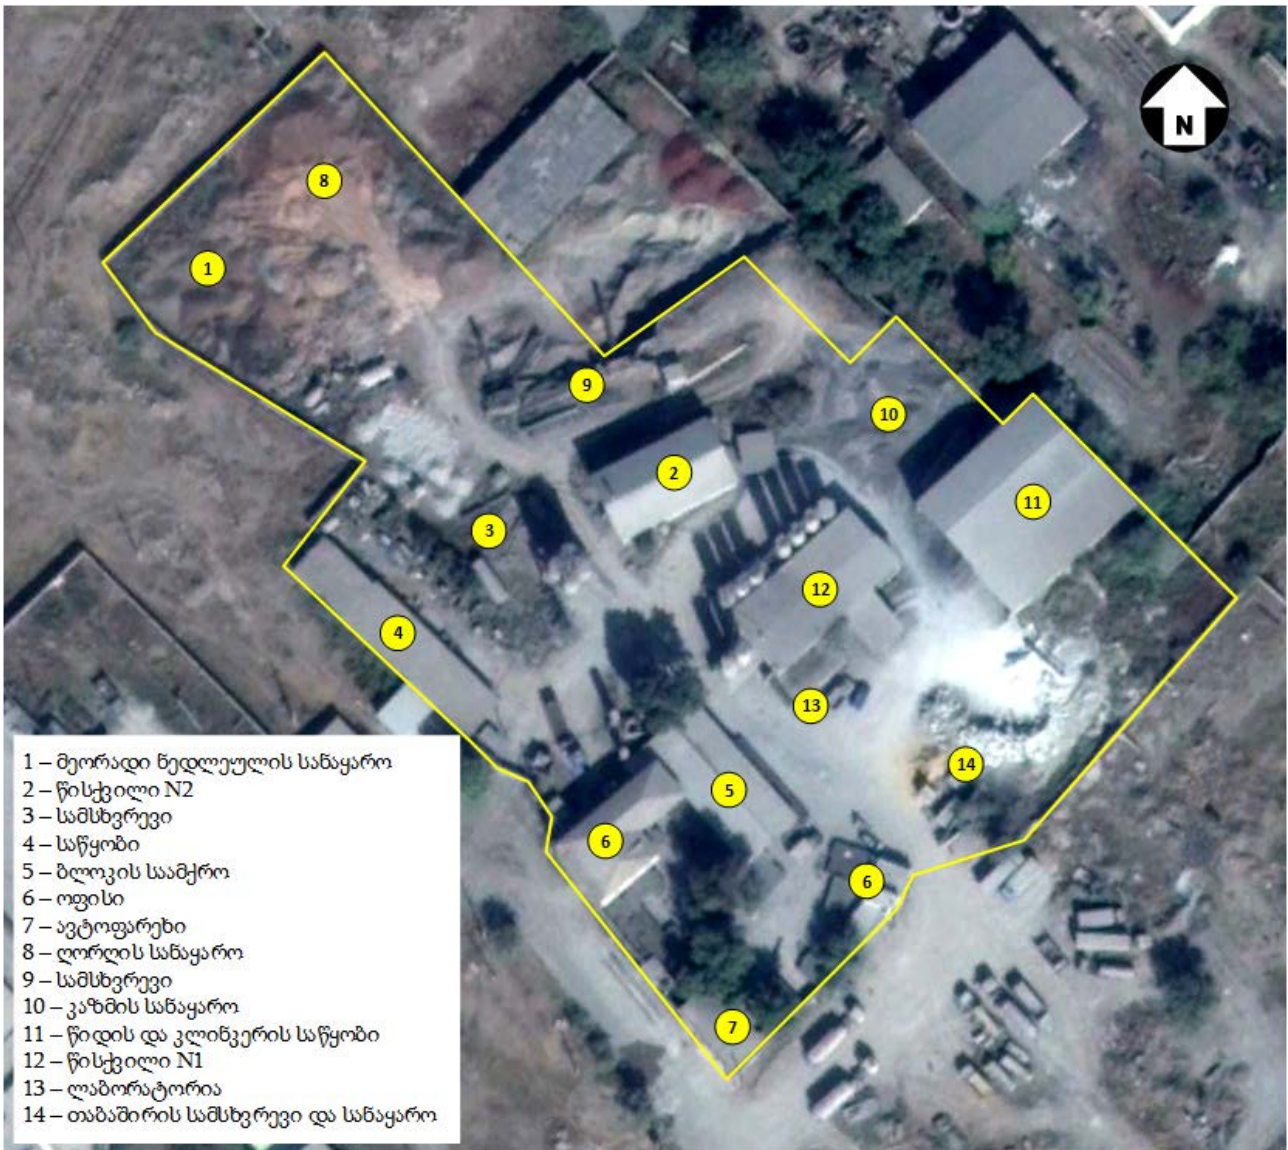 N
8
1
9
10
2
11
3
12
4
13
14
5
6
6
7
1 – მეორადი ნედლეულის სანაყარო
2 – წისქვილი N2
3 – სამსხვრევი
4 – საწყობი
5 – ბლოკის საამქრო
6 – ოფისი
7 – ავტოფარეხი
8 – ღორღის სანაყარო
9 – სამსხვრევი
10 – კაზმის სანაყარო
11 – წიდის და კლინკერის საწყობი
12 – წისქვილი N1
13 – ლაბორატორია
14 – თაბაშირის სამსხვრევი და სანაყარო